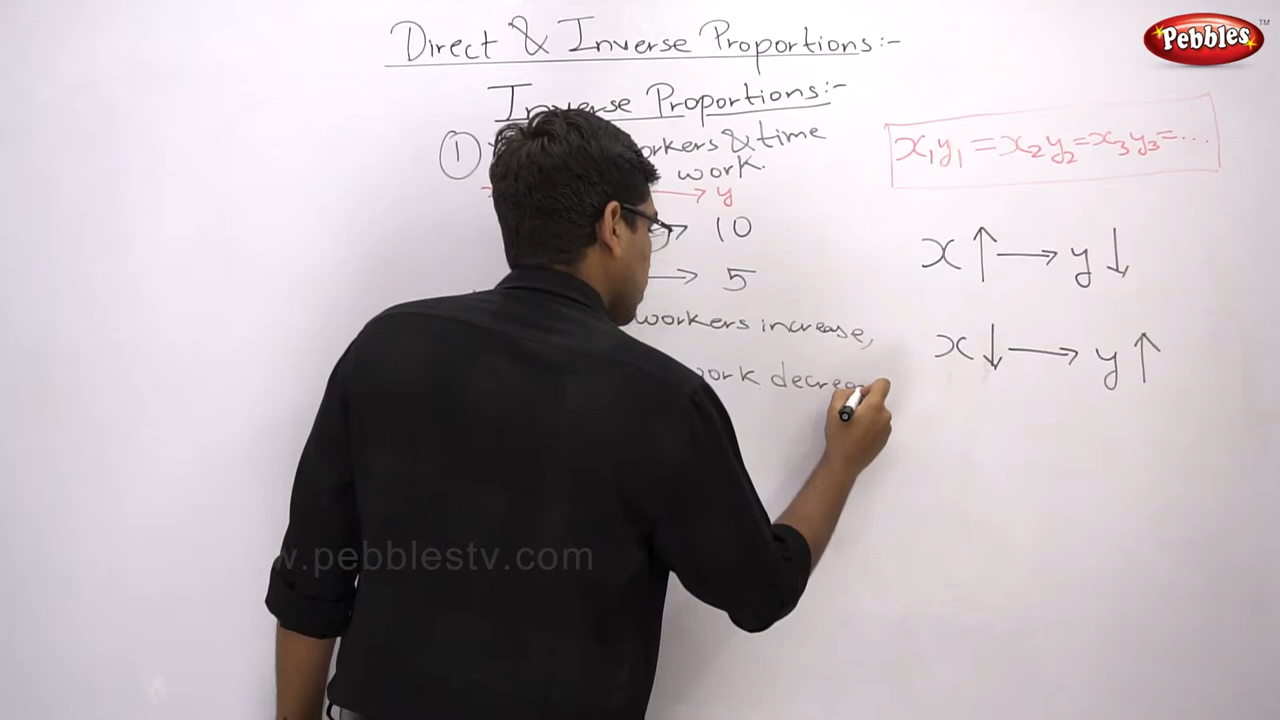 Direct & Inverse Proportions:-
Pebbles
TM
Inverse Proportions:-
① workers & time
work.
→ y
→ 10
→ 5
workers increase,
work decrea
x₁y₁ = x₂y₂ = x₃y₃ = ...
x ↑ → y ↓
x ↓ → y ↑
w.pebblestv.com